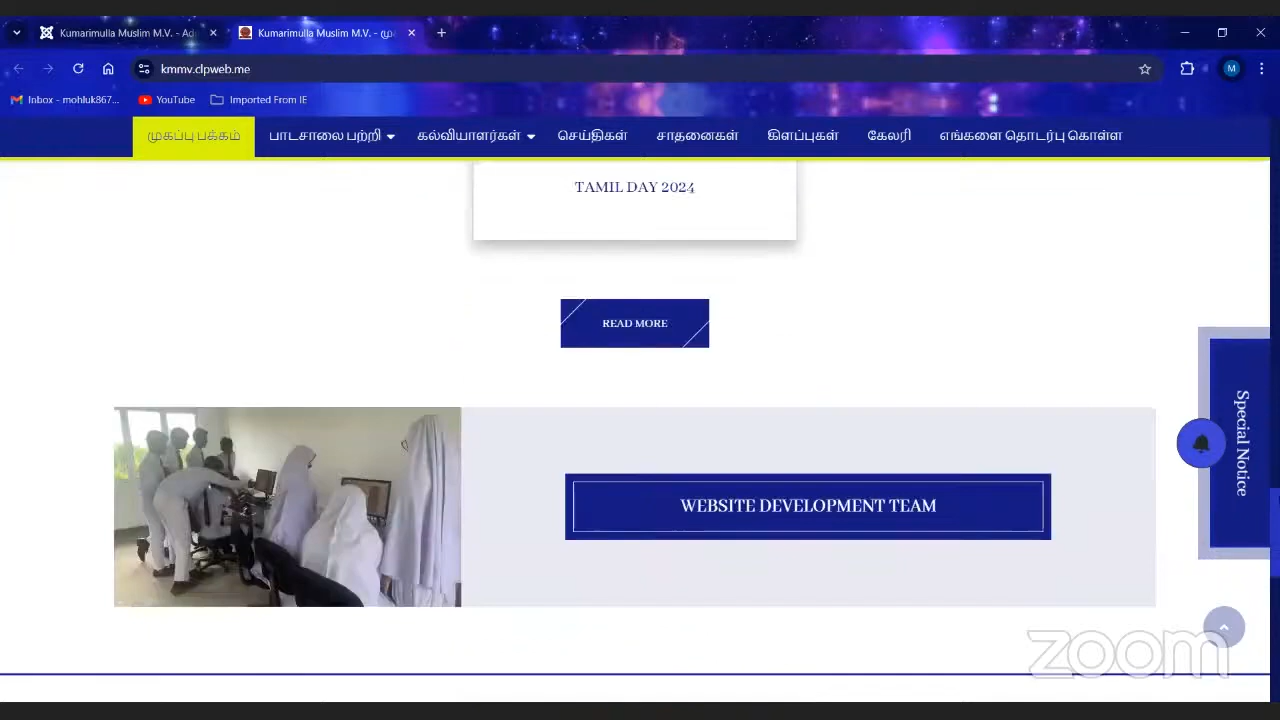 Kumarimulla Muslim M.V. - Ad
Kumarimulla Muslim M.V. - (மு
kmmv.clpweb.me
M
Inbox - mohluk867...
YouTube
Imported From IE
முகப்பு பக்கம்
பாடசாலை பற்றி
கல்வியாளர்கள்
செய்திகள்
சாதனைகள்
கிளப்புகள்
கேலரி
எங்களை தொடர்பு கொள்ள
TAMIL DAY 2024
READ MORE
Special Notice
WEBSITE DEVELOPMENT TEAM
zoom